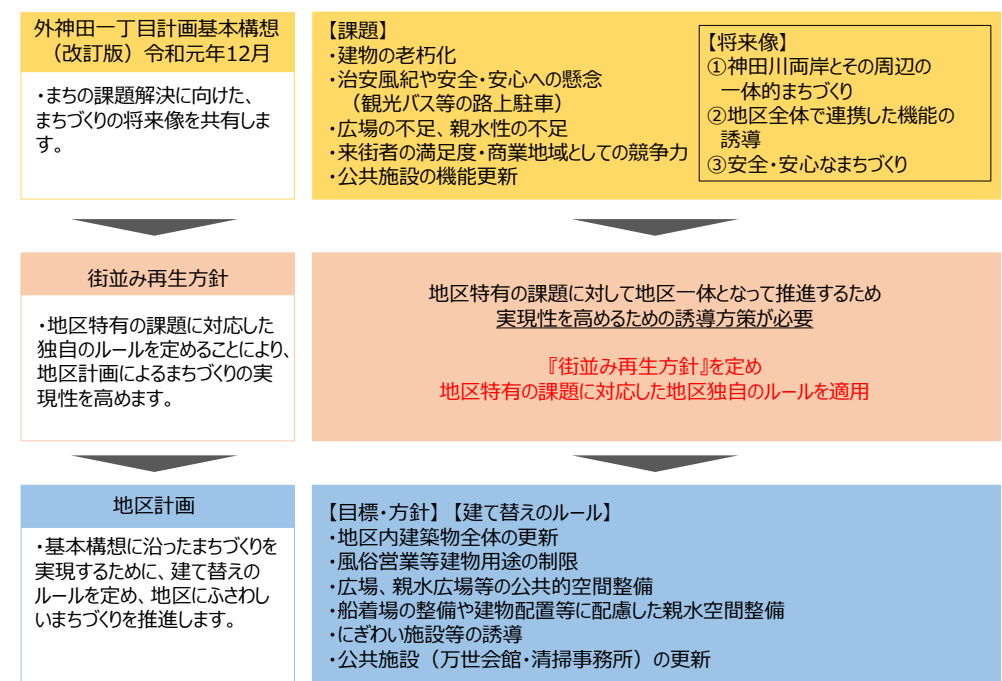 外神田一丁目計画基本構想
（改訂版）令和元年12月
・まちの課題解決に向けた、
まちづくりの将来像を共有しま
す。
【課題】
・建物の老朽化
・治安風紀や安全・安心への懸念
（観光バス等の路上駐車）
・広場の不足、親水性の不足
・来街者の満足度・商業地域としての競争力
・公共施設の機能更新
【将来像】
①神田川両岸とその周辺の
一体的まちづくり
②地区全体で連携した機能の
誘導
③安全・安心なまちづくり
街並み再生方針
・地区特有の課題に対応した
独自のルールを定めることにより、
地区計画によるまちづくりの実
現性を高めます。
地区特有の課題に対して地区一体となって推進するため
実現性を高めるための誘導方策が必要
『街並み再生方針』を定め
地区特有の課題に対応した地区独自のルールを適用
地区計画
・基本構想に沿ったまちづくりを
実現するために、建て替えの
ルールを定め、地区にふさわし
いまちづくりを推進します。
【目標・方針】【建て替えのルール】
・地区内建築物全体の更新
・風俗営業等建物用途の制限
・広場、親水広場等の公共的空間整備
・船着場の整備や建物配置等に配慮した親水空間整備
・にぎわい施設等の誘導
・公共施設（万世会館・清掃事務所）の更新